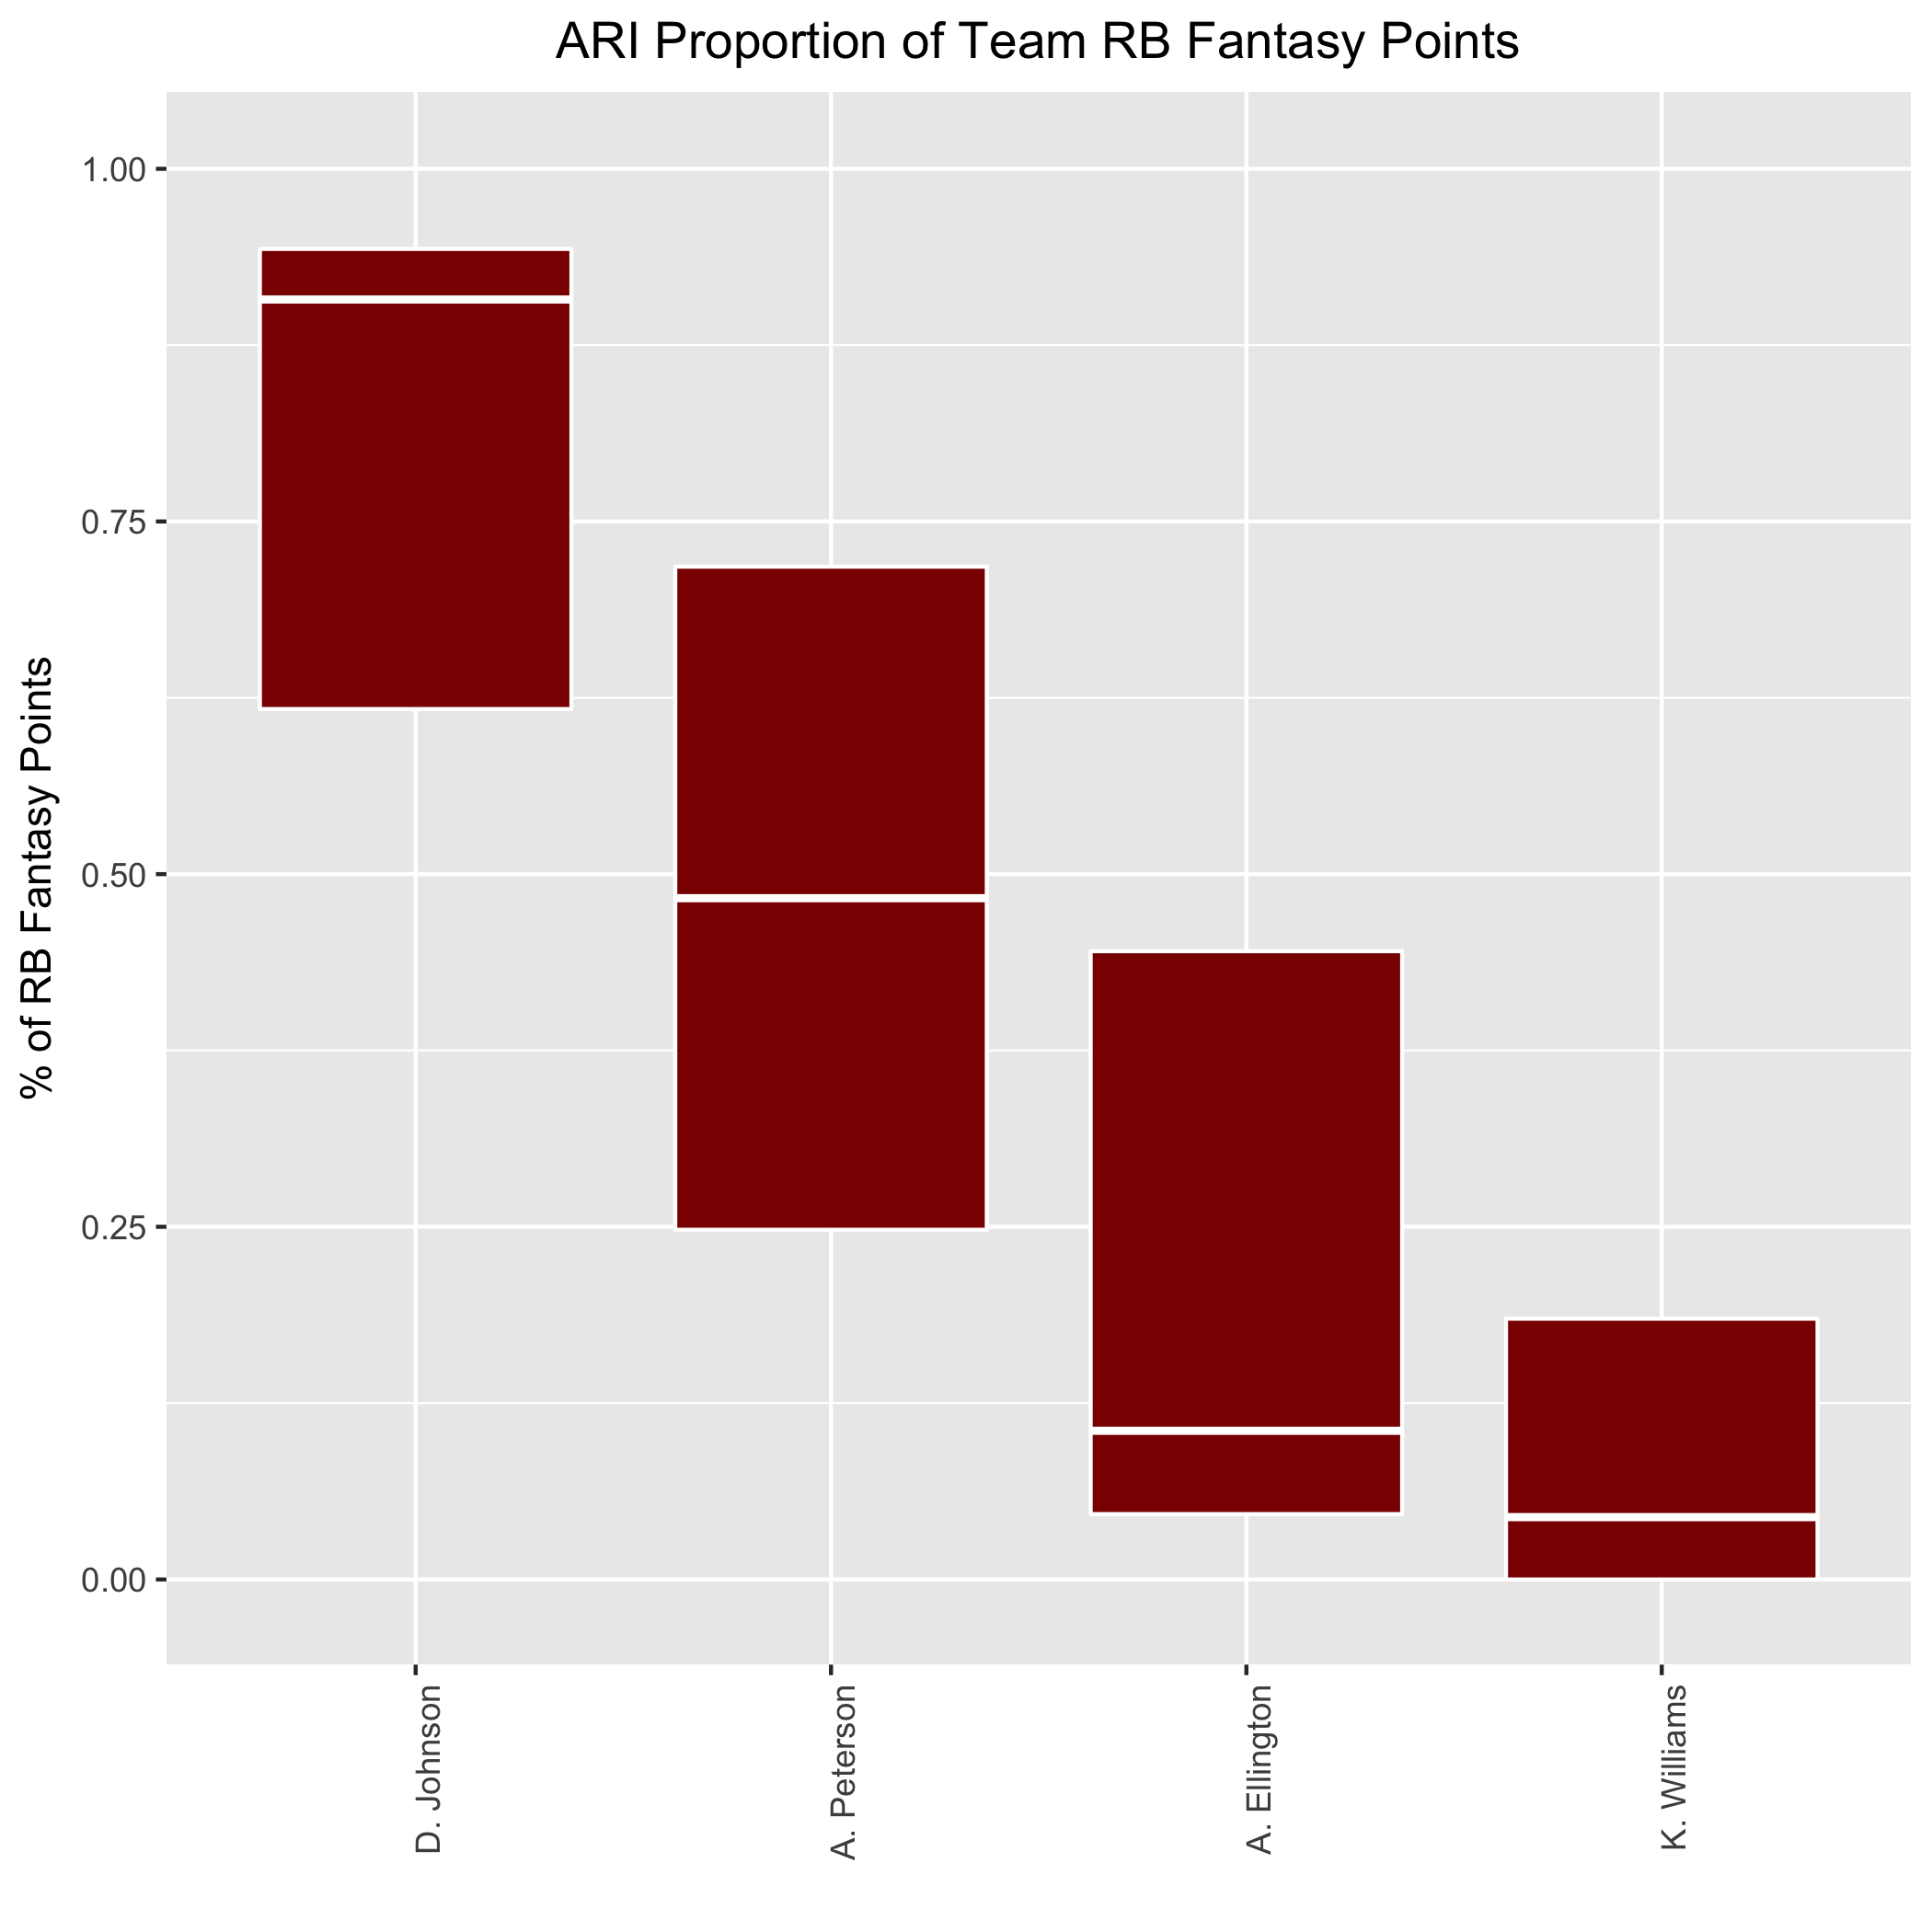 ARI Proportion of Team RB Fantasy Points
% of RB Fantasy Points
1.00
0.75
0.50
0.25
0.00
D. Johnson
A. Peterson
A. Ellington
K. Williams